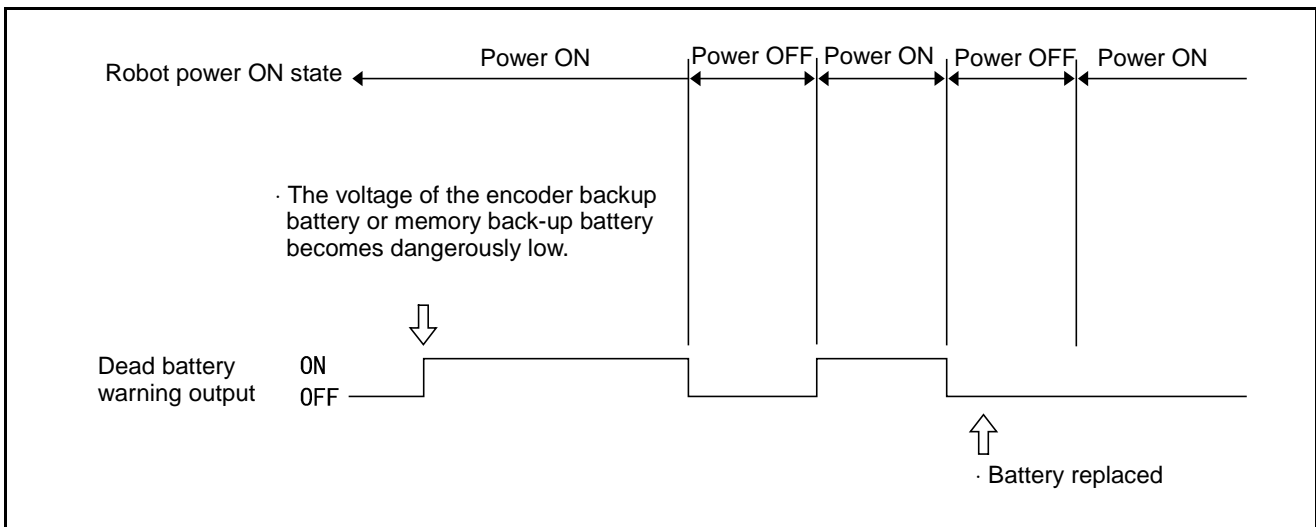 Power ON
Power OFF
Power ON
Power OFF
Power ON
Robot power ON state
· The voltage of the encoder backup
battery or memory back-up battery
becomes dangerously low.
Dead battery
warning output
ON
OFF
· Battery replaced